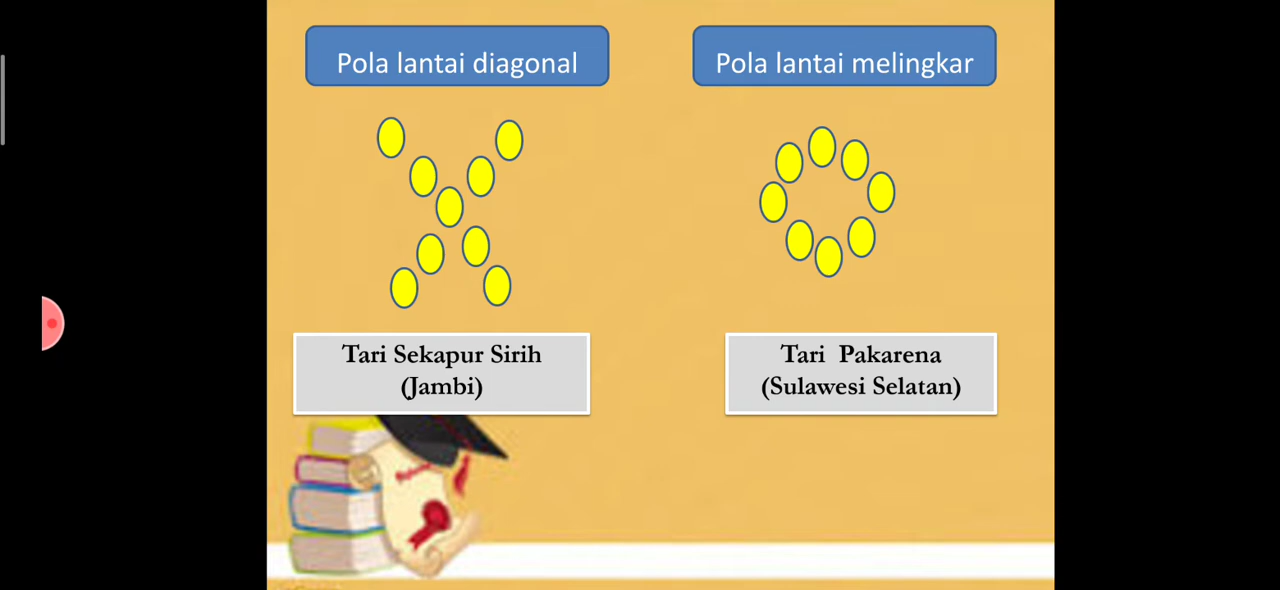 Pola lantai diagonal
Pola lantai melingkar
Tari Sekapur Sirih
(Jambi)
Tari Pakarena
(Sulawesi Selatan)